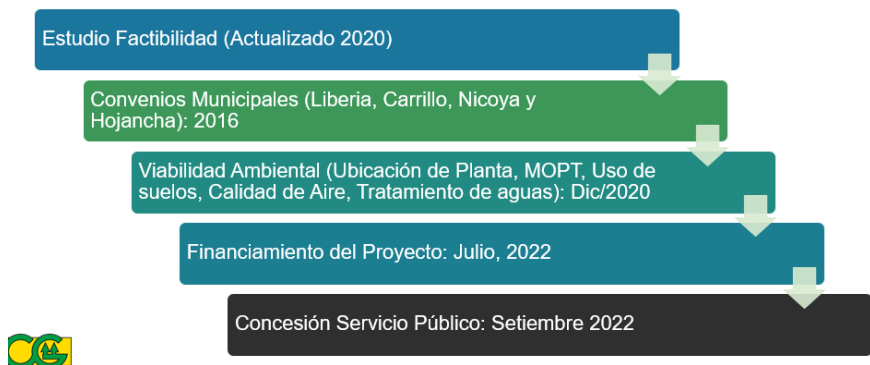 Estudio Factibilidad (Actualizado 2020)
Convenios Municipales (Liberia, Carrillo, Nicoya y
Hojancha): 2016
Viabilidad Ambiental (Ubicación de Planta, MOPT, Uso de
suelos, Calidad de Aire, Tratamiento de aguas): Dic/2020
Financiamiento del Proyecto: Julio, 2022
Concesión Servicio Público: Setiembre 2022